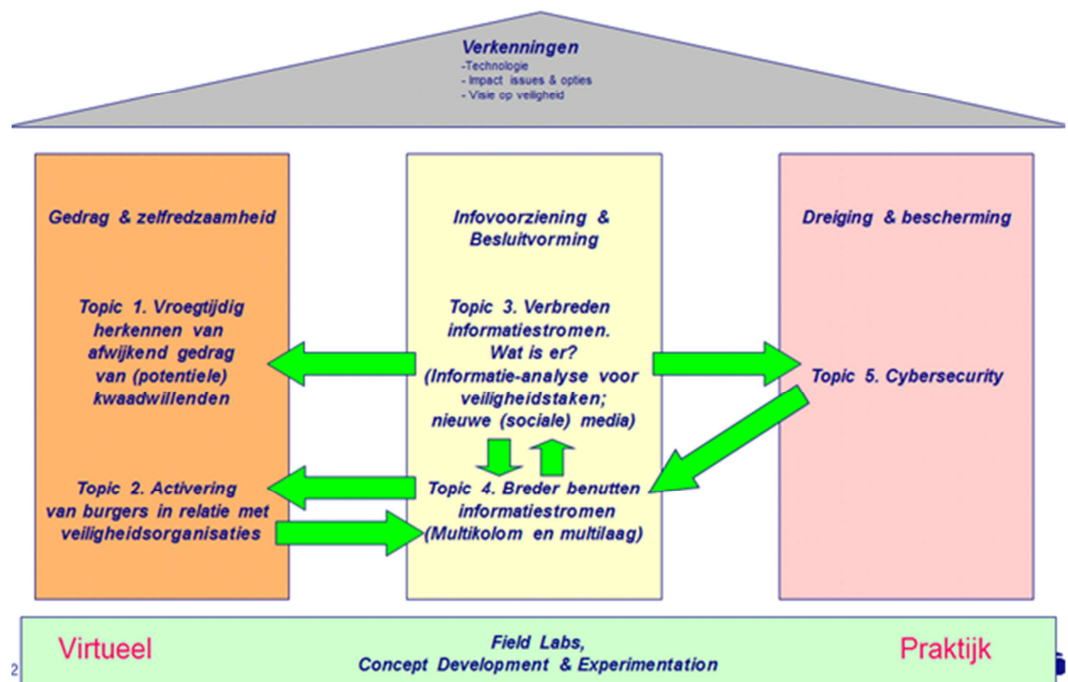 Verkenningen
-Technologie
- Impact issues & opties
- Visie op veiligheid
Gedrag & zelfredzaamheid
Topic 1. Vroegtijdig
herkennen van
afwijkend gedrag
van (potentiele)
kwaadwillenden
Topic 2. Activering
van burgers in relatie met
veiligheidsorganisaties
Infovoorziening &
Besluitvorming
Topic 3. Verbreden
informatiestromen.
Wat is er?
(Informatie-analyse voor
veiligheidstaken;
nieuwe (sociale) media)
Topic 4. Breder benutten
informatiestromen
(Multikolom en multilaag)
Dreiging & bescherming
Topic 5. Cybersecurity
Virtueel
Field Labs,
Concept Development & Experimentation
Praktijk
2